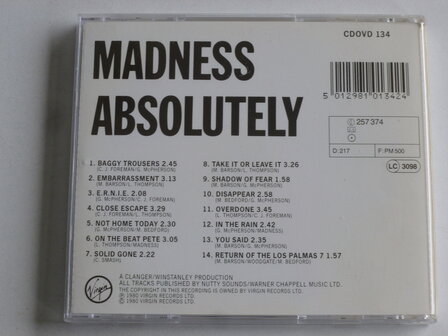 CDOVD 134
MADNESS
ABSOLUTELY
5 012981 013424
257 374
D: 217 F: PM 500
LC 3098
1. BAGGY TROUSERS 2.45
(C. J. FOREMAN/G. McPHERSON)
2. EMBARRASSMENT 3.13
(M. BARSON/L. THOMPSON)
3. E.R.N.I.E. 2.08
(G. McPHERSON/C. J. FOREMAN)
4. CLOSE ESCAPE 3.29
(C. J. FOREMAN/L. THOMPSON)
5. NOT HOME TODAY 2.30
(G. McPHERSON/M. BEDFORD)
6. ON THE BEAT PETE 3.05
(L. THOMPSON/MADNESS)
7. SOLID GONE 2.22
(C. SMASH)
8. TAKE IT OR LEAVE IT 3.26
(M. BARSON/L. THOMPSON)
9. SHADOW OF FEAR 1.58
(M. BARSON/G. McPHERSON)
10. DISAPPEAR 2.58
(M. BEDFORD/G. McPHERSON)
11. OVERDONE 3.45
(L. THOMPSON/C. J. FOREMAN)
12. IN THE RAIN 2.42
(G. McPHERSON/MADNESS)
13. YOU SAID 2.35
(M. BARSON/G. McPHERSON)
14. RETURN OF THE LOS PALMAS 7 1.57
(M. BARSON/WOODGATE/M. BEDFORD)
Virgin
A CLANGER/WINSTANLEY PRODUCTION
ALL TRACKS PUBLISHED BY NUTTY SOUNDS/WARNER CHAPPELL MUSIC LTD.
THE COPYRIGHT IN THIS SOUND RECORDING IS OWNED BY VIRGIN RECORDS LTD.
℗ 1980 VIRGIN RECORDS LTD.
© 1980 VIRGIN RECORDS LTD.